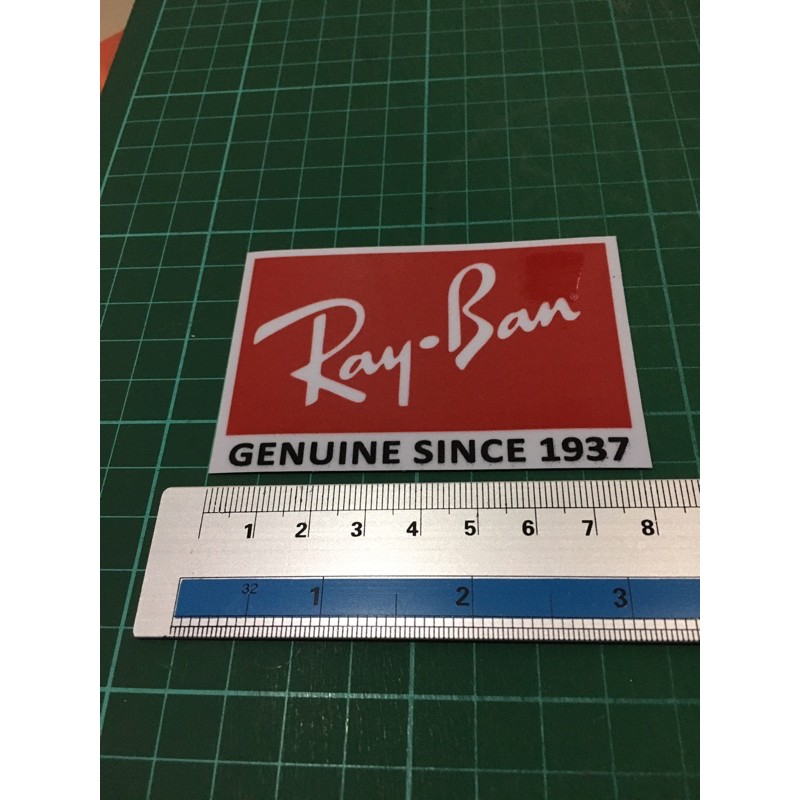 Ray-Ban®
GENUINE SINCE 1937
1 2 3 4 5 6 7 8
32 1 2 3